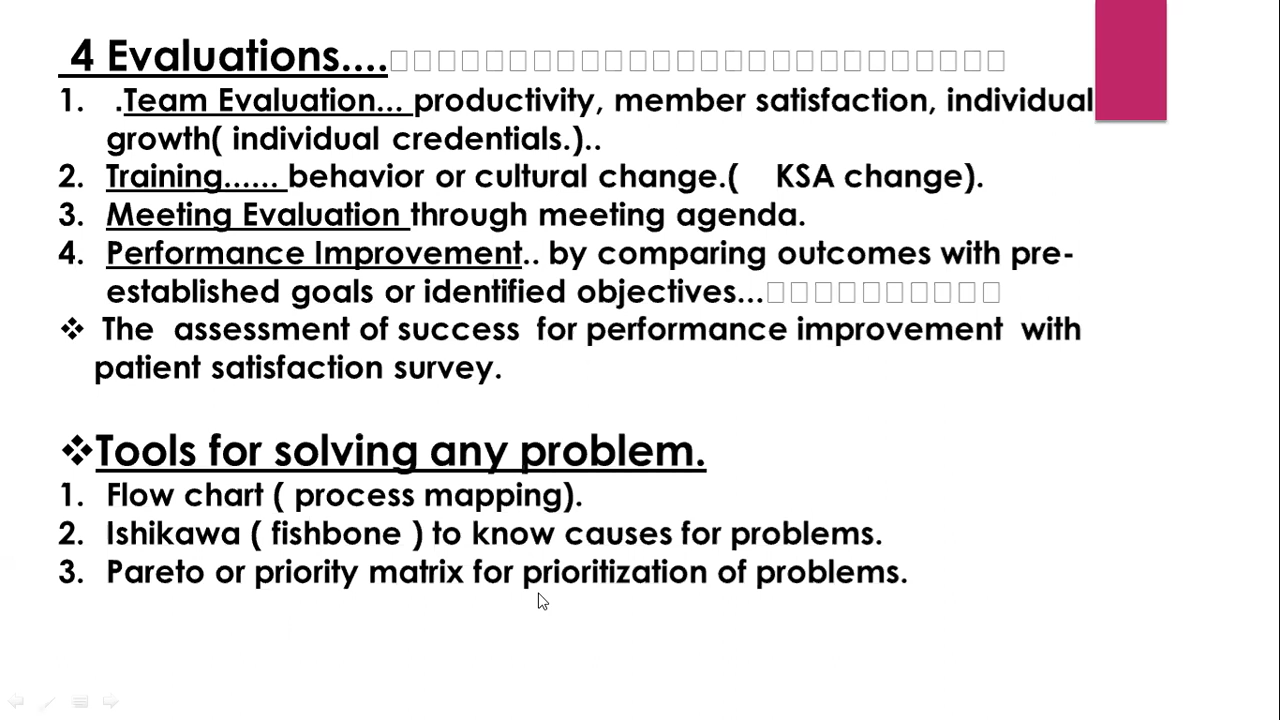 4 Evaluations....
1. .Team Evaluation... productivity, member satisfaction, individual
growth( individual credentials.)..
2. Training...... behavior or cultural change.( KSA change).
3. Meeting Evaluation through meeting agenda.
4. Performance Improvement.. by comparing outcomes with pre-
established goals or identified objectives...
❖ The assessment of success for performance improvement with
patient satisfaction survey.
❖Tools for solving any problem.
1. Flow chart ( process mapping).
2. Ishikawa ( fishbone ) to know causes for problems.
3. Pareto or priority matrix for prioritization of problems.